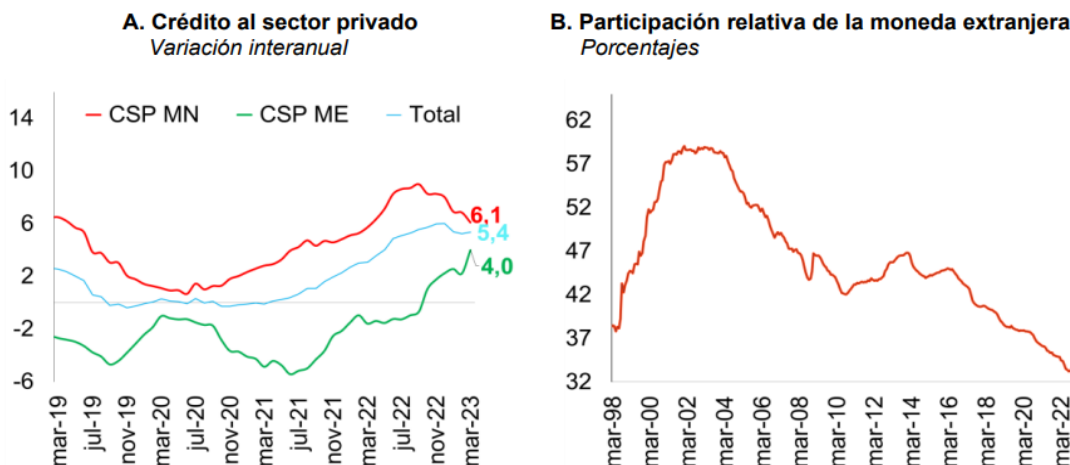 A. Crédito al sector privado
Variación interanual
14
10
6
2
-2
-6
CSP MN
CSP ME
Total
6,1
5,4
4,0
mar-19
jul-19
nov-19
mar-20
jul-20
nov-20
mar-21
jul-21
nov-21
mar-22
jul-22
nov-22
mar-23
B. Participación relativa de la moneda extranjera
Porcentajes
62
57
52
47
42
37
32
mar-98
mar-00
mar-02
mar-04
mar-06
mar-08
mar-10
mar-12
mar-14
mar-16
mar-18
mar-20
mar-22